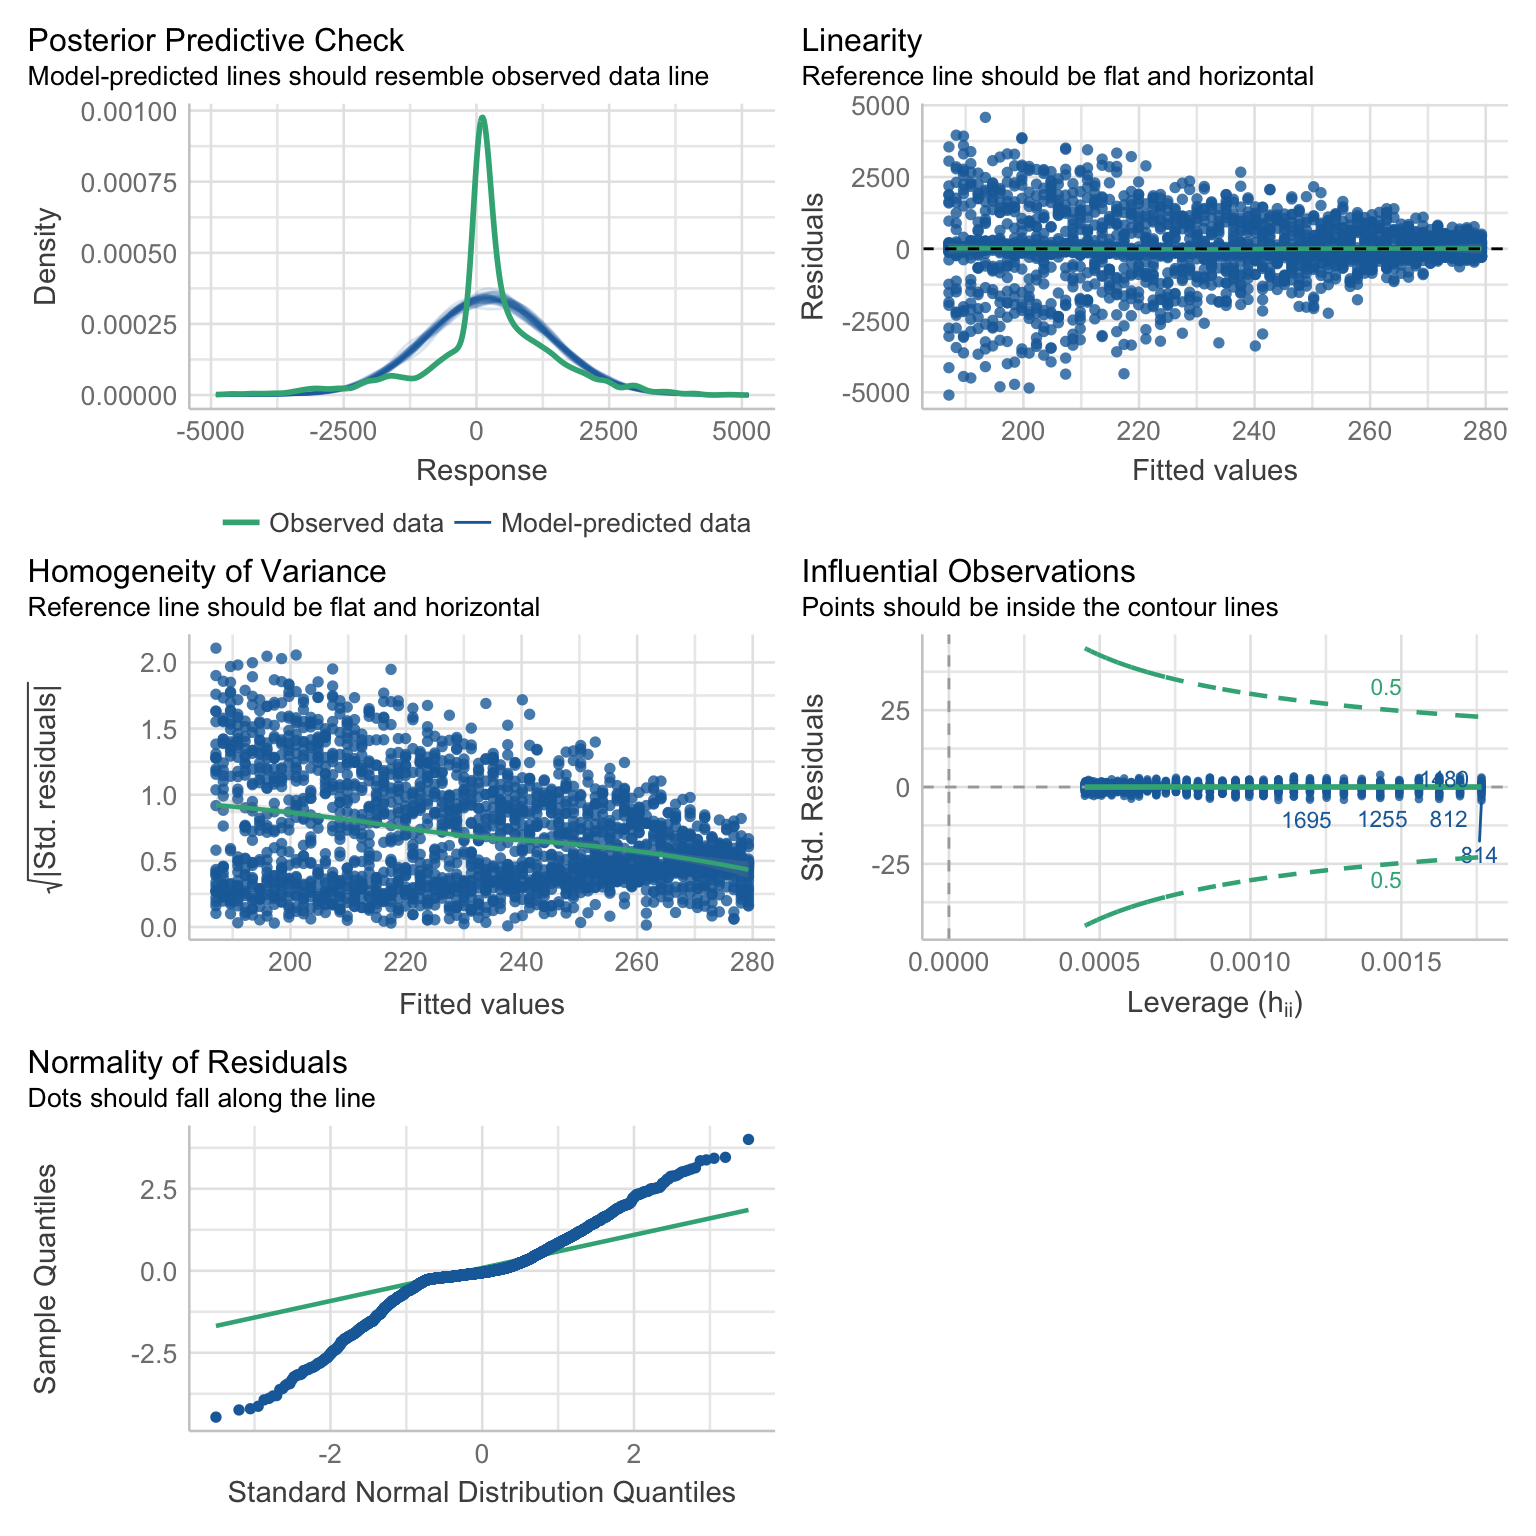 Posterior Predictive Check
Model-predicted lines should resemble observed data line
0.00100
0.00075
0.00050
0.00025
0.00000
Density
-5000 -2500 0 2500 5000
Response
Observed data Model-predicted data
Linearity
Reference line should be flat and horizontal
5000
2500
0
-2500
-5000
Residuals
200 220 240 260 280
Fitted values
Homogeneity of Variance
Reference line should be flat and horizontal
2.0
1.5
1.0
0.5
0.0
√|Std. residuals|
200 220 240 260 280
Fitted values
Influential Observations
Points should be inside the contour lines
25
0
-25
Std. Residuals
0.5
1480
1695 1255 812
814
0.5
0.0000 0.0005 0.0010 0.0015
Leverage (hii)
Normality of Residuals
Dots should fall along the line
2.5
0.0
-2.5
Sample Quantiles
-2 0 2
Standard Normal Distribution Quantiles